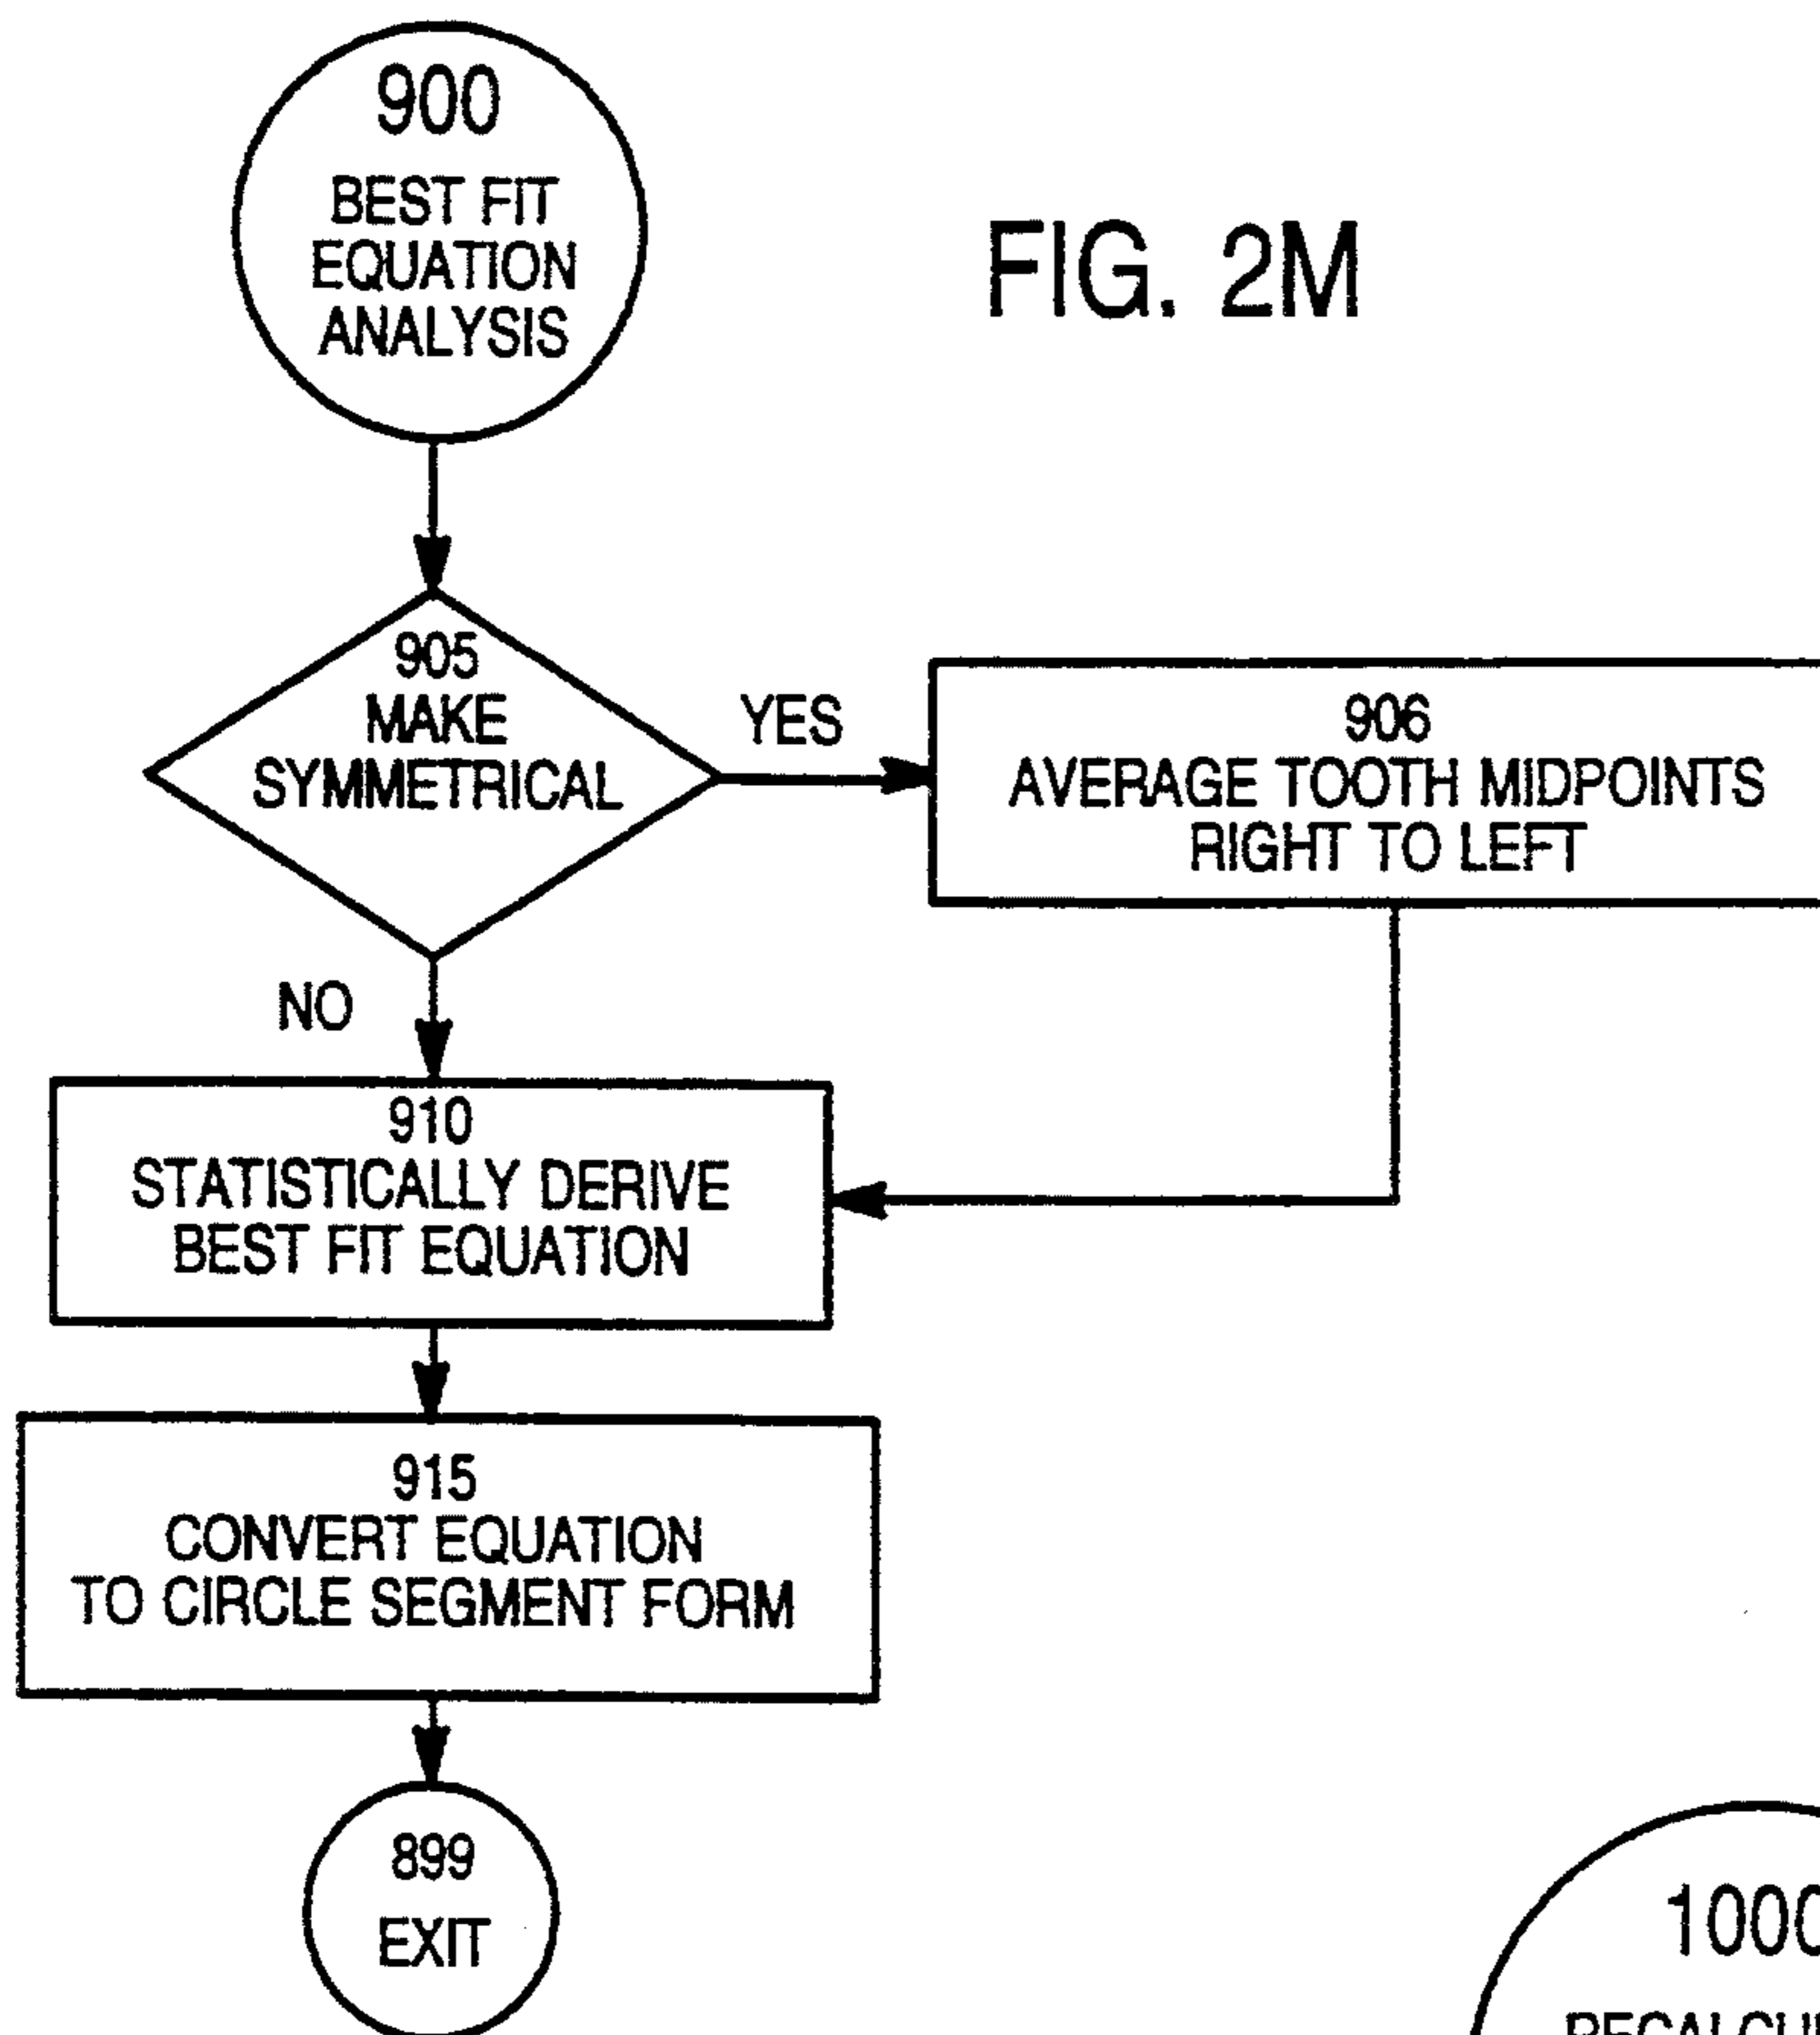 900
BEST FIT
EQUATION
ANALYSIS
FIG. 2M
905
MAKE
SYMMETRICAL
YES
906
AVERAGE TOOTH MIDPOINTS
RIGHT TO LEFT
NO
910
STATISTICALLY DERIVE
BEST FIT EQUATION
915
CONVERT EQUATION
TO CIRCLE SEGMENT FORM
899
EXIT
1000